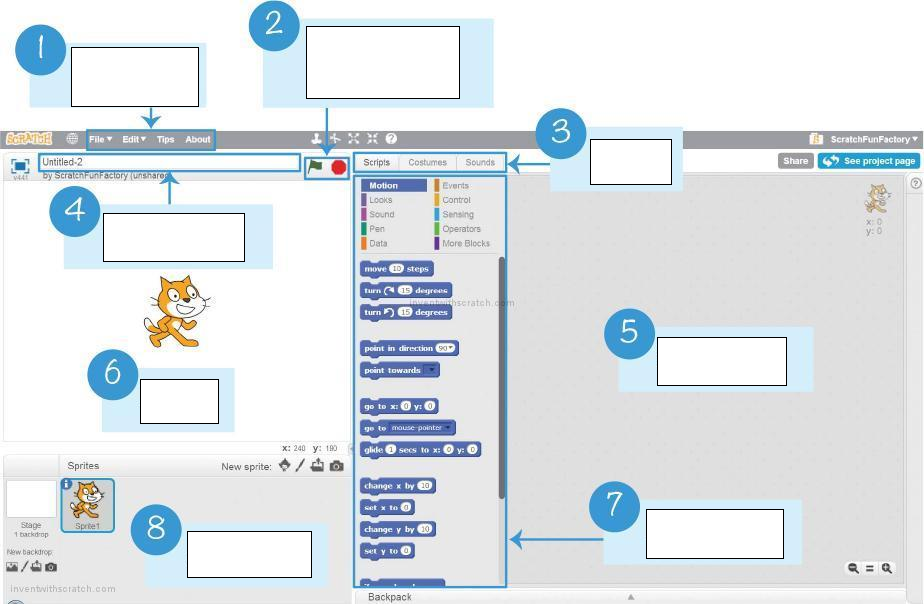 1
2
3
SCRATCH File Edit Tips About ScratchFunFactory
Untitled-2
by ScratchFunFactory (unshared)
v441
Scripts Costumes Sounds
Share See project page
Motion Events
Looks Control
Sound Sensing
Pen Operators
Data More Blocks
x: 0
y: 0
4
move 10 steps
turn 15 degrees
inventwithscratch.com
turn 15 degrees
5
point in direction 90
point towards
6
go to x: 0 y: 0
go to mouse-pointer
glide 1 secs to x: 0 y: 0
x: 240 y: 190
Sprites New sprite:
change x by 10
set x to 0
7
change y by 10
set y to 0
Sprite1
Stage
1 backdrop
New backdrop:
8
inventwithscratch.com
Backpack